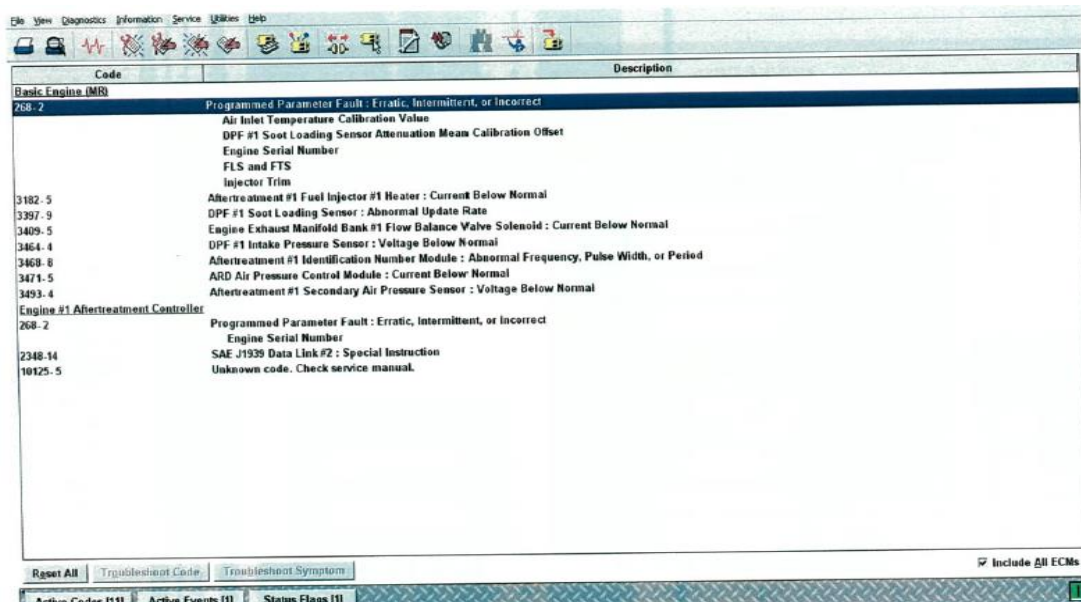 File View Diagnostics Information Service Utilities Help
Code Description
Basic Engine (MR)
268-2 Programmed Parameter Fault : Erratic, Intermittent, or Incorrect
Air Inlet Temperature Calibration Value
DPF #1 Soot Loading Sensor Attenuation Mean Calibration Offset
Engine Serial Number
FLS and FTS
Injector Trim
3182-5 Aftertreatment #1 Fuel Injector #1 Heater : Current Below Normal
3397-9 DPF #1 Soot Loading Sensor : Abnormal Update Rate
3409-5 Engine Exhaust Manifold Bank #1 Flow Balance Valve Solenoid : Current Below Normal
3464-4 DPF #1 Intake Pressure Sensor : Voltage Below Normal
3468-8 Aftertreatment #1 Identification Number Module : Abnormal Frequency, Pulse Width, or Period
3471-5 ARD Air Pressure Control Module : Current Below Normal
3493-4 Aftertreatment #1 Secondary Air Pressure Sensor : Voltage Below Normal
Engine #1 Aftertreatment Controller
268-2 Programmed Parameter Fault : Erratic, Intermittent, or Incorrect
Engine Serial Number
2348-14 SAE J1939 Data Link #2 : Special Instruction
10125-5 Unknown code. Check service manual.
Reset All Troubleshoot Code Troubleshoot Symptom Include All ECMs
Active Codes [11] Active Events [1] Status Flags [1]